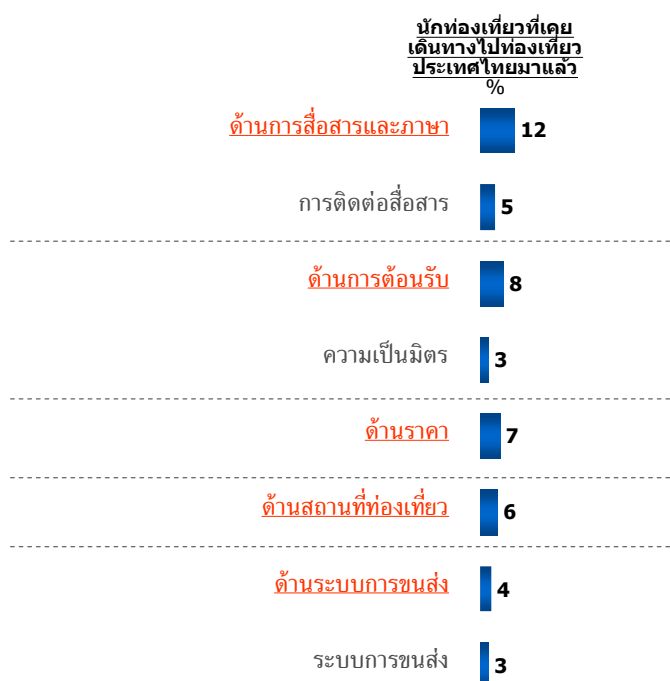 นักท่องเที่ยวที่เคย
เดินทางไปท่องเที่ยว
ประเทศไทยมาแล้ว
%
ด้านการสื่อสารและภาษา 12
การติดต่อสื่อสาร 5
ด้านการต้อนรับ 8
ความเป็นมิตร 3
ด้านราคา 7
ด้านสถานที่ท่องเที่ยว 6
ด้านระบบการขนส่ง 4
ระบบการขนส่ง 3